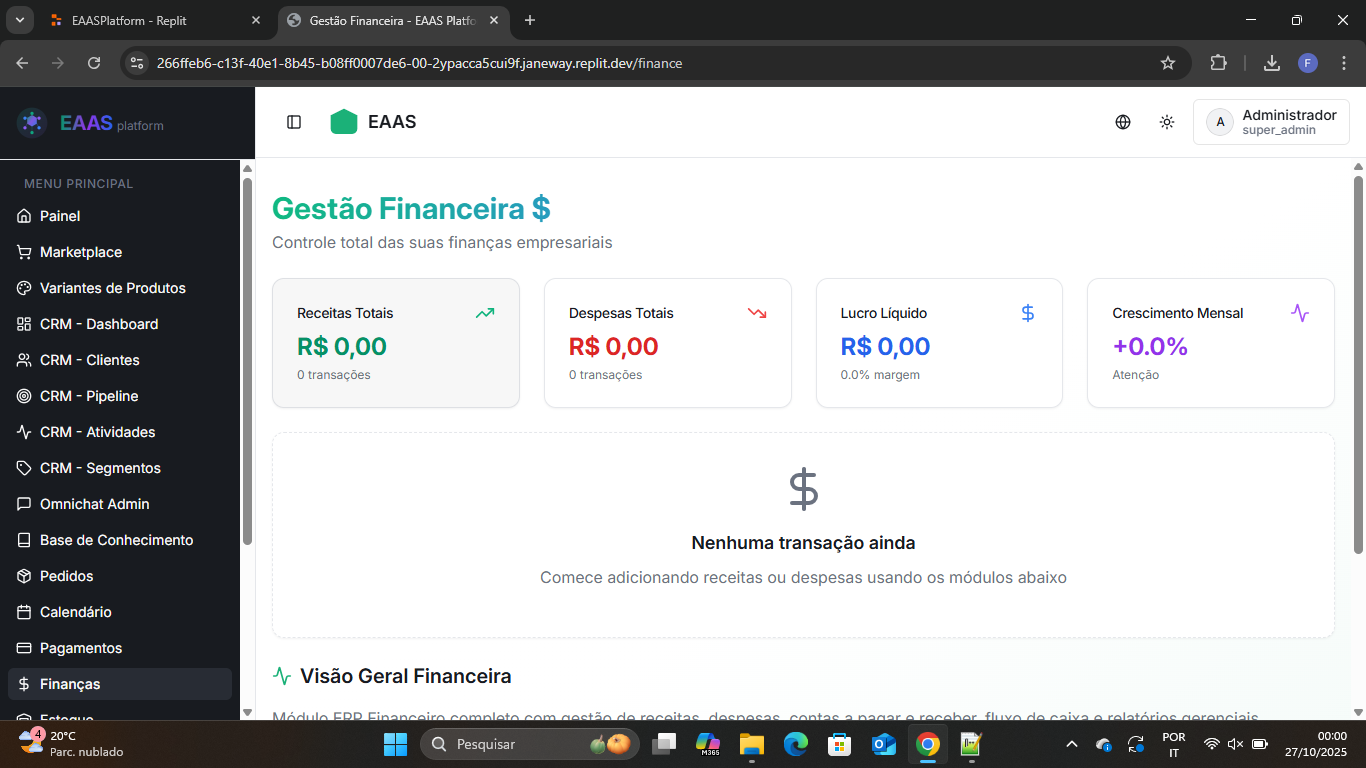 EAASPlatform - Replit
Gestão Financeira - EAAS Platfo
266ffeb6-c13f-40e1-8b45-b08ff0007de6-00-2ypacca5cui9f.janeway.replit.dev/finance
F
EAAS platform
EAAS
A
Administrador
super_admin
MENU PRINCIPAL
Painel
Marketplace
Variantes de Produtos
CRM - Dashboard
CRM - Clientes
CRM - Pipeline
CRM - Atividades
CRM - Segmentos
Omnichat Admin
Base de Conhecimento
Pedidos
Calendário
Pagamentos
Finanças
Estoque
Gestão Financeira $
Controle total das suas finanças empresariais
Receitas Totais
R$ 0,00
0 transações
Despesas Totais
R$ 0,00
0 transações
Lucro Líquido
R$ 0,00
0.0% margem
Crescimento Mensal
+0.0%
Atenção
Nenhuma transação ainda
Comece adicionando receitas ou despesas usando os módulos abaixo
Visão Geral Financeira
Módulo ERP Financeiro completo com gestão de receitas, despesas, contas a pagar e receber, fluxo de caixa e relatórios gerenciais
4
20°C
Parc. nublado
Pesquisar
M365
POR
IT
00:00
27/10/2025